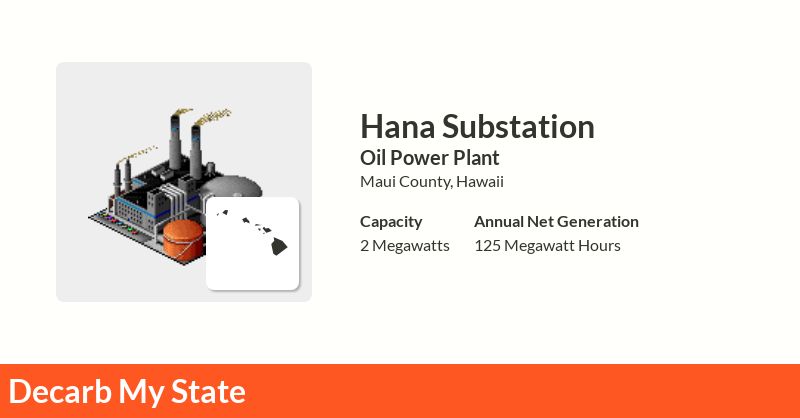 Hana Substation
Oil Power Plant
Maui County, Hawaii
Capacity
Annual Net Generation
2 Megawatts
125 Megawatt Hours
Decarb My State